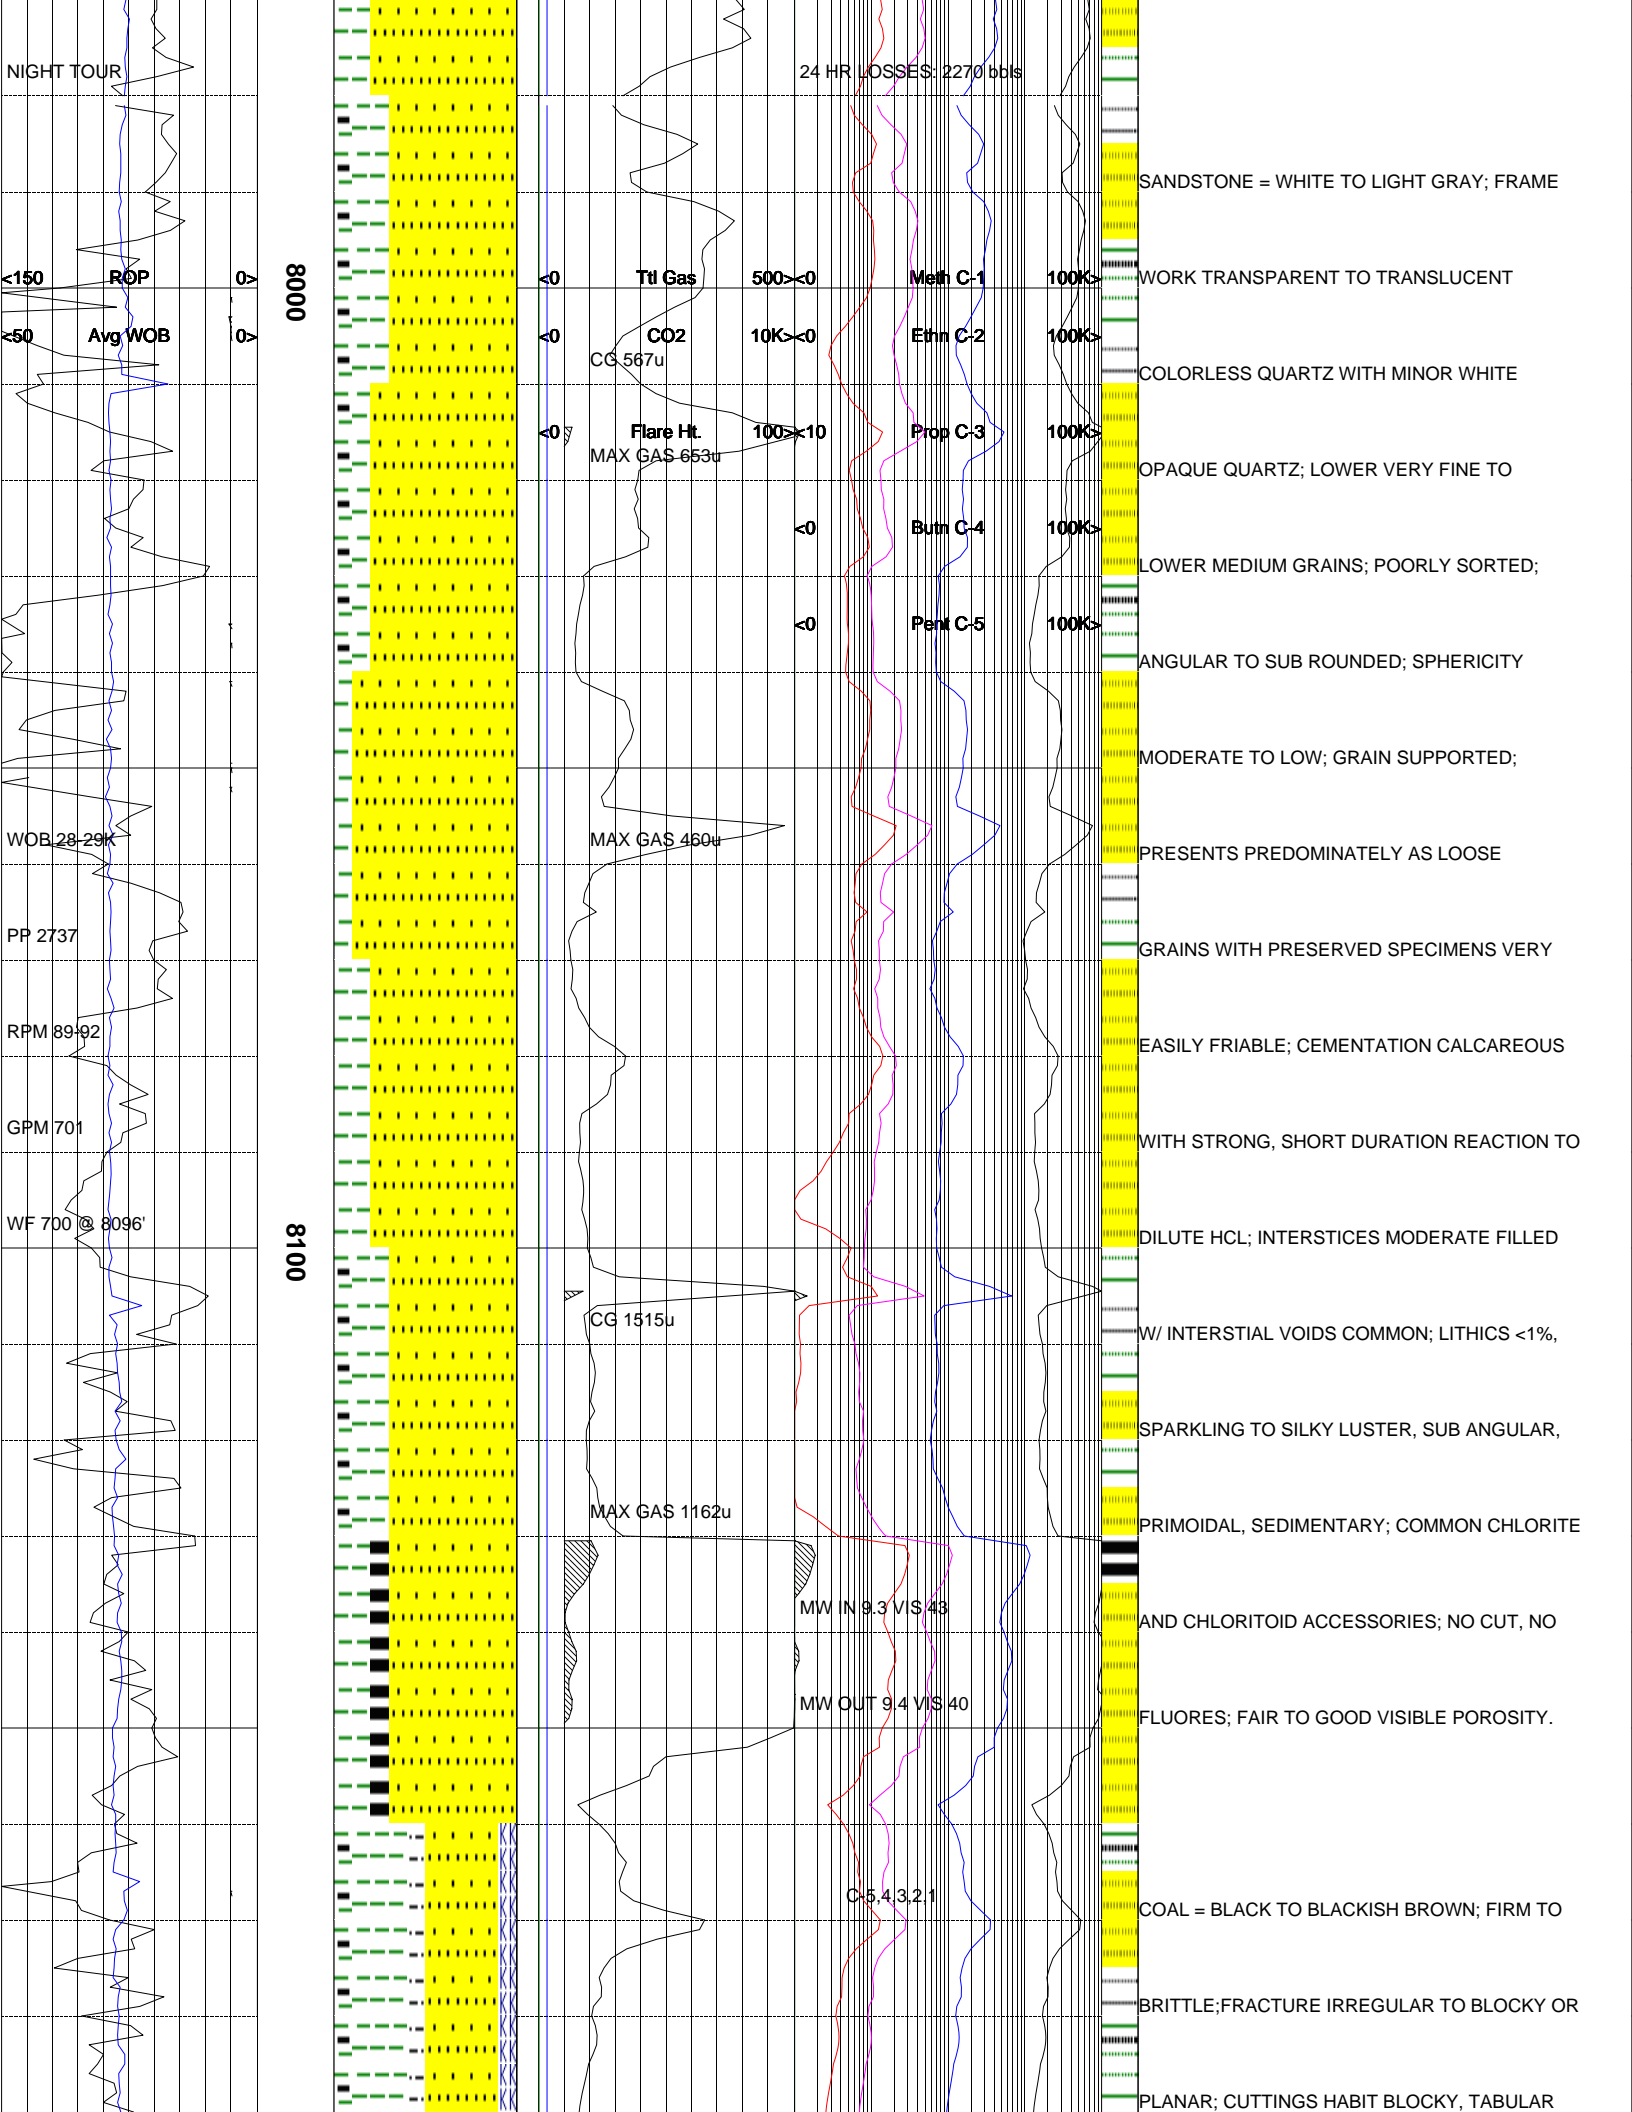 NIGHT TOUR
24 HR LOSSES: 2270 bbls
SANDSTONE = WHITE TO LIGHT GRAY; FRAME
<150 ROP 0>
8000
<0 Ttl Gas 500>
<0 Meth C-1 100K>
WORK TRANSPARENT TO TRANSLUCENT
<50 Avg WOB 0>
<0 CO2 10K>
<0 Ethn C-2 100K>
CG 567u
COLORLESS QUARTZ WITH MINOR WHITE
<0 Flare Ht. 100>
<10 Prop C-3 100K>
MAX GAS 653u
OPAQUE QUARTZ; LOWER VERY FINE TO
<0 Butn C-4 100K>
LOWER MEDIUM GRAINS; POORLY SORTED;
<0 Pent C-5 100K>
ANGULAR TO SUB ROUNDED; SPHERICITY
MODERATE TO LOW; GRAIN SUPPORTED;
WOB 28-29K
MAX GAS 460u
PRESENTS PREDOMINATELY AS LOOSE
PP 2737
GRAINS WITH PRESERVED SPECIMENS VERY
RPM 89-92
EASILY FRIABLE; CEMENTATION CALCAREOUS
GPM 701
WITH STRONG, SHORT DURATION REACTION TO
WF 700 @ 8096'
8100
DILUTE HCL; INTERSTICES MODERATE FILLED
CG 1515u
W/ INTERSTIAL VOIDS COMMON; LITHICS <1%,
SPARKLING TO SILKY LUSTER, SUB ANGULAR,
MAX GAS 1162u
PRIMOIDAL, SEDIMENTARY; COMMON CHLORITE
MW IN 9.3 VIS 43
AND CHLORITOID ACCESSORIES; NO CUT, NO
MW OUT 9.4 VIS 40
FLUORES; FAIR TO GOOD VISIBLE POROSITY.
C-5,4,3,2,1
COAL = BLACK TO BLACKISH BROWN; FIRM TO
BRITTLE;FRACTURE IRREGULAR TO BLOCKY OR
PLANAR; CUTTINGS HABIT BLOCKY, TABULAR